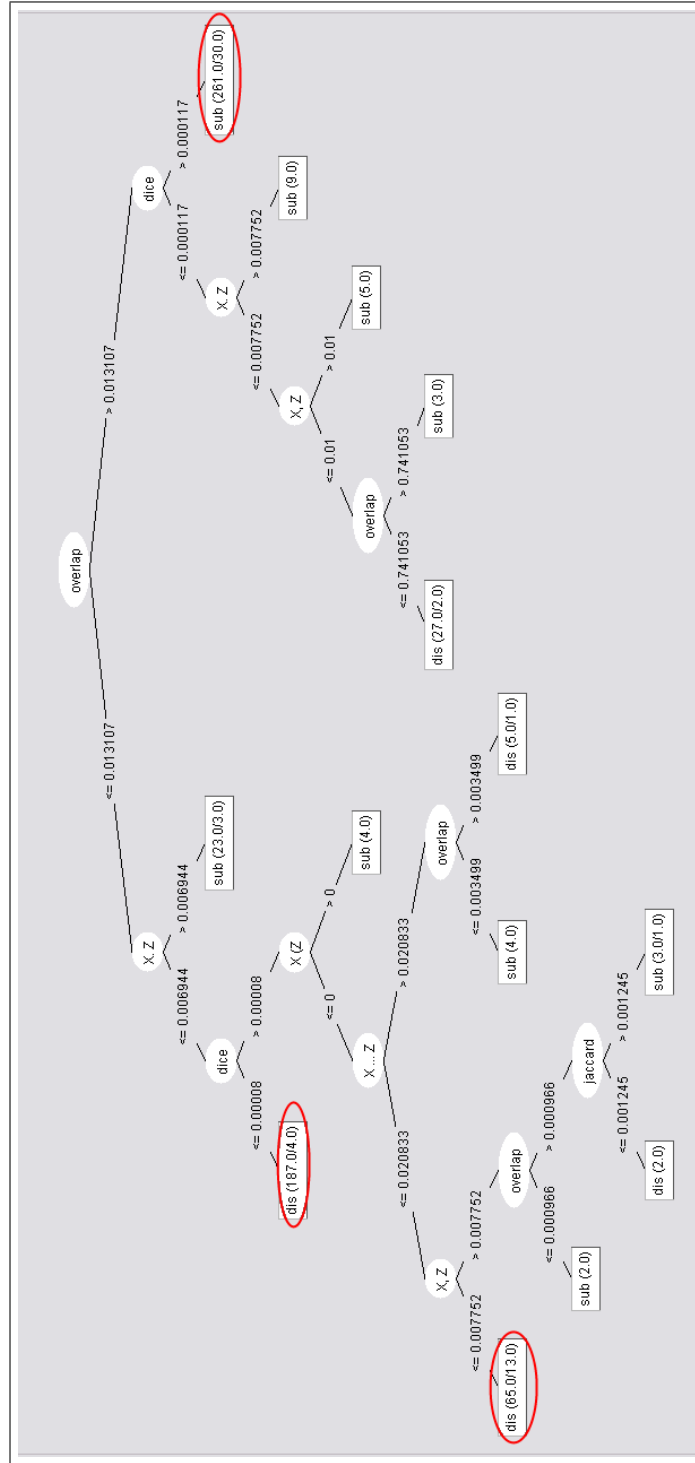 overlap
<= 0.013107
> 0.013107
X. Z
dice
<= 0.006944
> 0.006944
<= 0.000117
> 0.000117
dice
sub (23.0/3.0)
X. Z
sub (261.0/30.0)
<= 0.00008
> 0.00008
<= 0.007752
> 0.007752
dis (187.0/4.0)
X (Z
X, Z
sub (9.0)
<= 0
> 0
<= 0.01
> 0.01
X ... Z
sub (4.0)
overlap
sub (5.0)
<= 0.020833
> 0.020833
<= 0.741053
> 0.741053
X, Z
overlap
dis (27.0/2.0)
sub (3.0)
<= 0.007752
> 0.007752
<= 0.003499
> 0.003499
dis (65.0/13.0)
overlap
sub (4.0)
dis (5.0/1.0)
<= 0.000966
> 0.000966
sub (2.0)
jaccard
<= 0.001245
> 0.001245
dis (2.0)
sub (3.0/1.0)